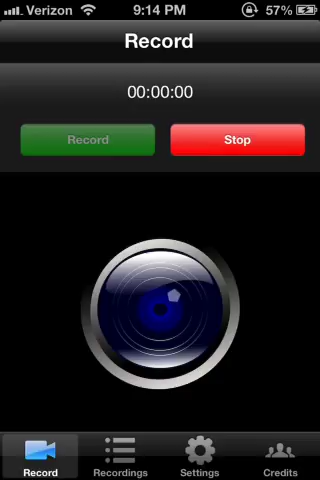 Verizon 9:14 PM 57%
Record
00:00:00
Record Stop
Record Recordings Settings Credits